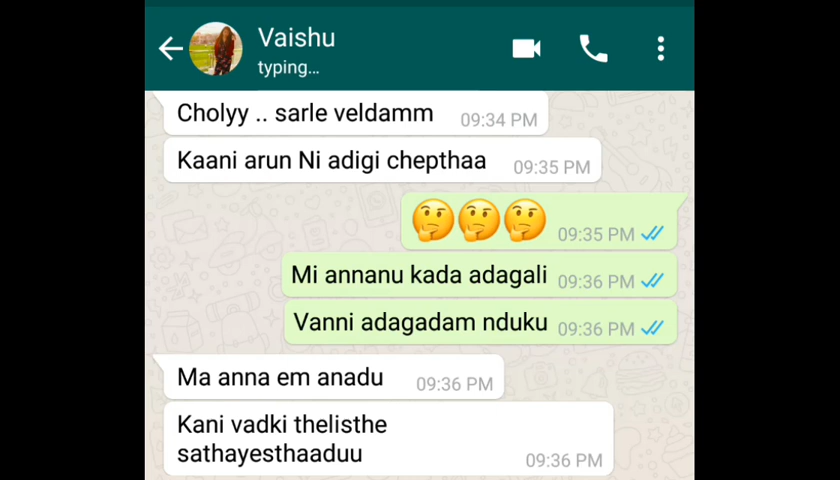 Vaishu
typing...
Cholyy .. sarle veldamm 09:34 PM
Kaani arun Ni adigi chepthaa 09:35 PM
🤔🤔🤔 09:35 PM
Mi annanu kada adagali 09:36 PM
Vanni adagadam nduku 09:36 PM
Ma anna em anadu 09:36 PM
Kani vadki thelisthe
sathayesthaaduu 09:36 PM